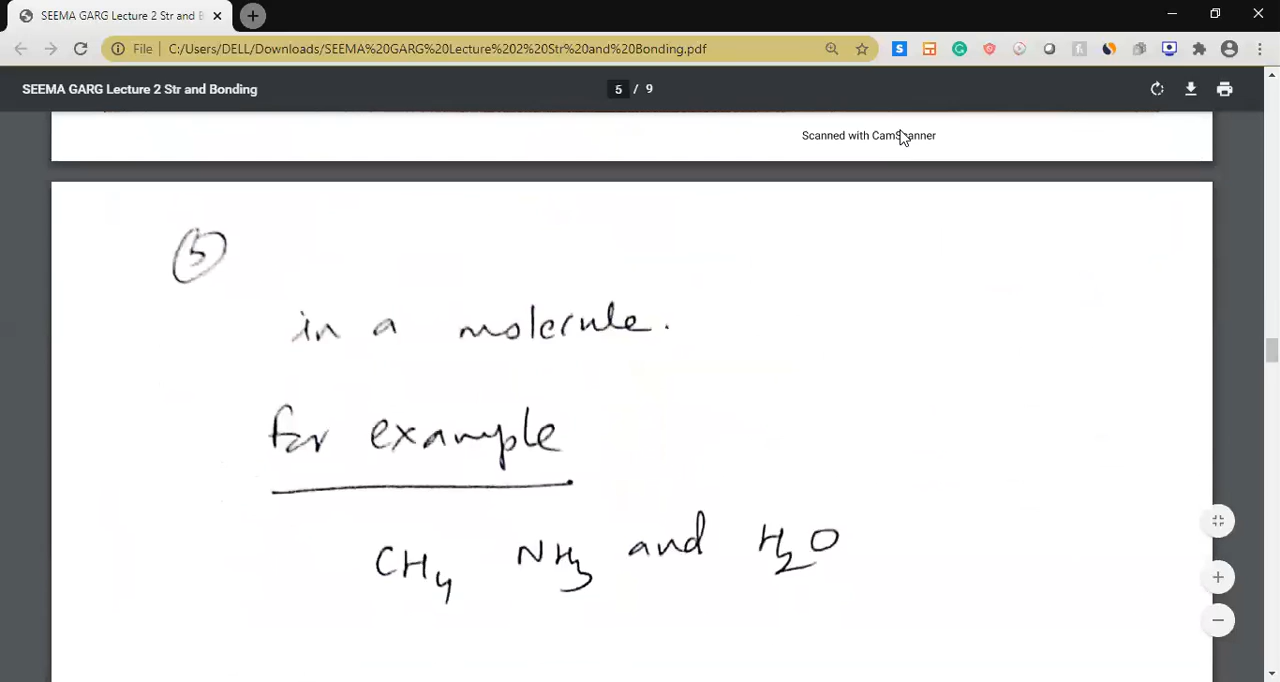 SEEMA GARG Lecture 2 Str and B
File C:/Users/DELL/Downloads/SEEMA%20GARG%20Lecture%202%20Str%20and%20Bonding.pdf
SEEMA GARG Lecture 2 Str and Bonding 5 / 9
Scanned with CamScanner
5
in a molecule.
for example
CH4 NH3 and H2O